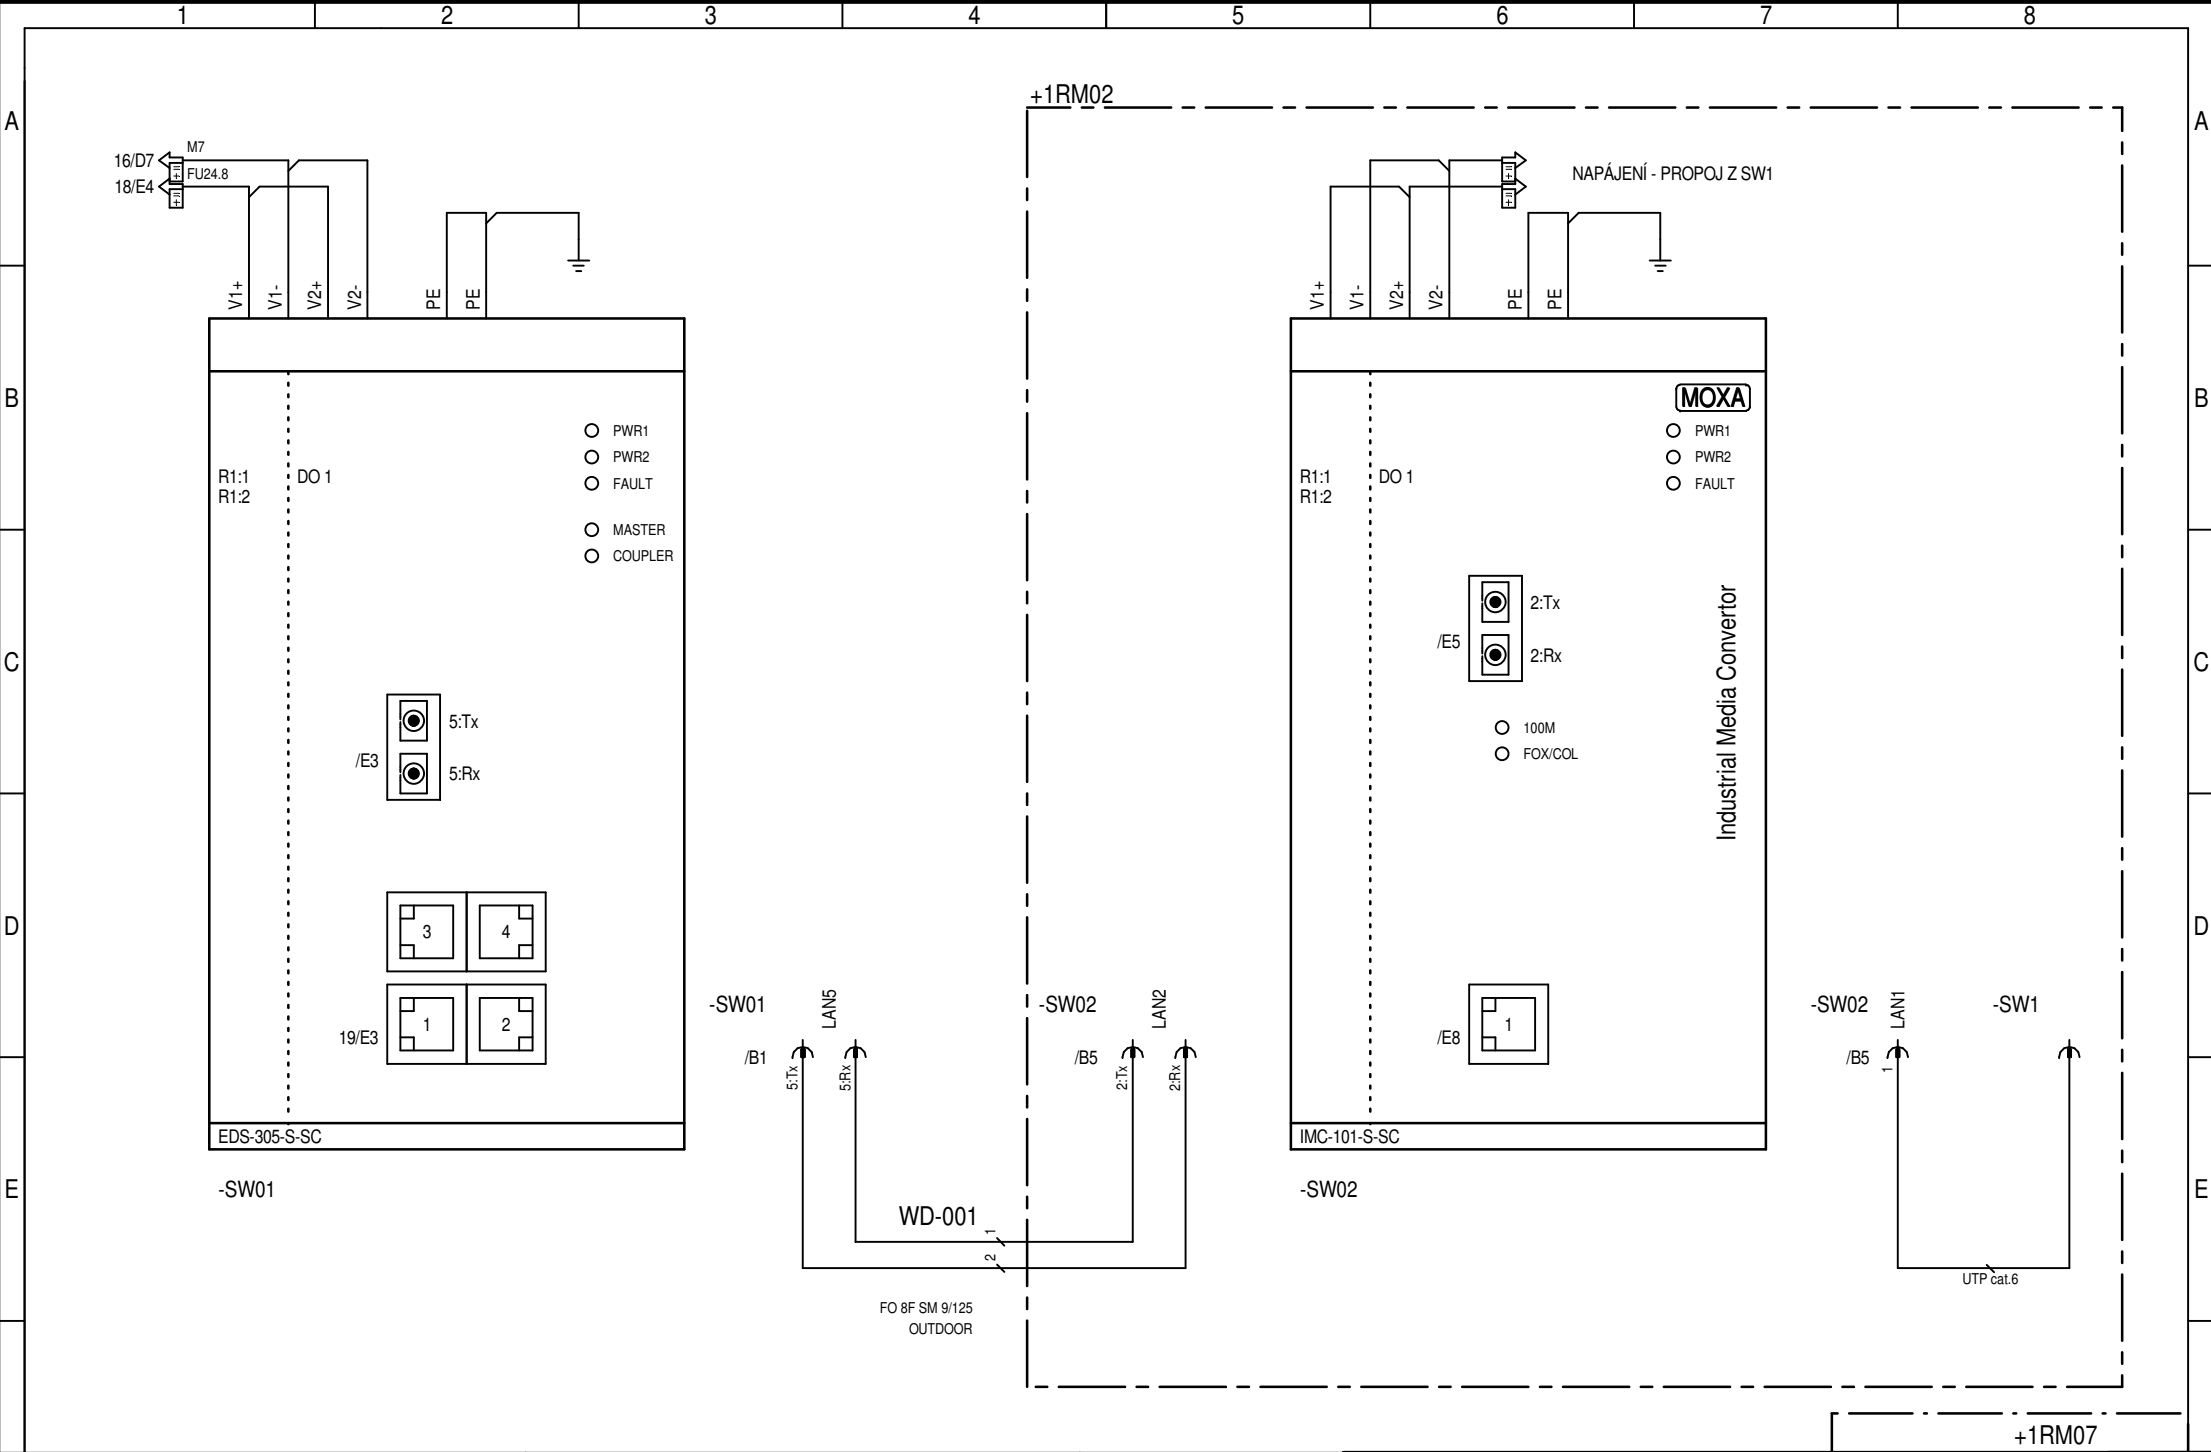 1 2 3 4 5 6 7 8
+1RM02
A A
M7
16/D7
FU24.8
18/E4
NAPÁJENÍ - PROPOJ Z SW1
V1+ V1- V2+ V2- PE PE
V1+ V1- V2+ V2- PE PE
B B
MOXA
PWR1
PWR2
FAULT
MASTER
COUPLER
R1:1
R1:2
DO 1
PWR1
PWR2
FAULT
R1:1
R1:2
DO 1
C C
5:Tx
/E3
5:Rx
2:Tx
/E5
2:Rx
100M
FOX/COL
Industrial Media Convertor
D D
3 4
19/E3
1 2
-SW01
LAN5
/B1
5:Tx
5:Rx
-SW02
LAN2
/B5
2:Tx
2:Rx
/E8
1
-SW02
LAN1
/B5
1
-SW1
EDS-305-S-SC
IMC-101-S-SC
E E
-SW01
-SW02
WD-001
1
2
UTP cat.6
FO 8F SM 9/125
OUTDOOR
+1RM07